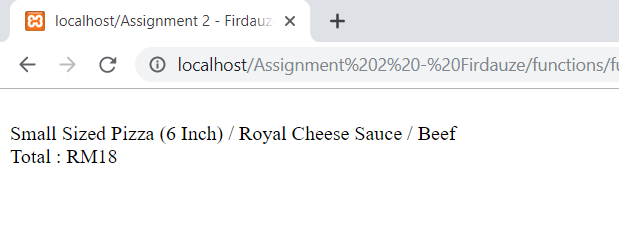 localhost/Assignment 2 - Firdauz
localhost/Assignment%202%20-%20Firdauze/functions/fu
Small Sized Pizza (6 Inch) / Royal Cheese Sauce / Beef
Total : RM18